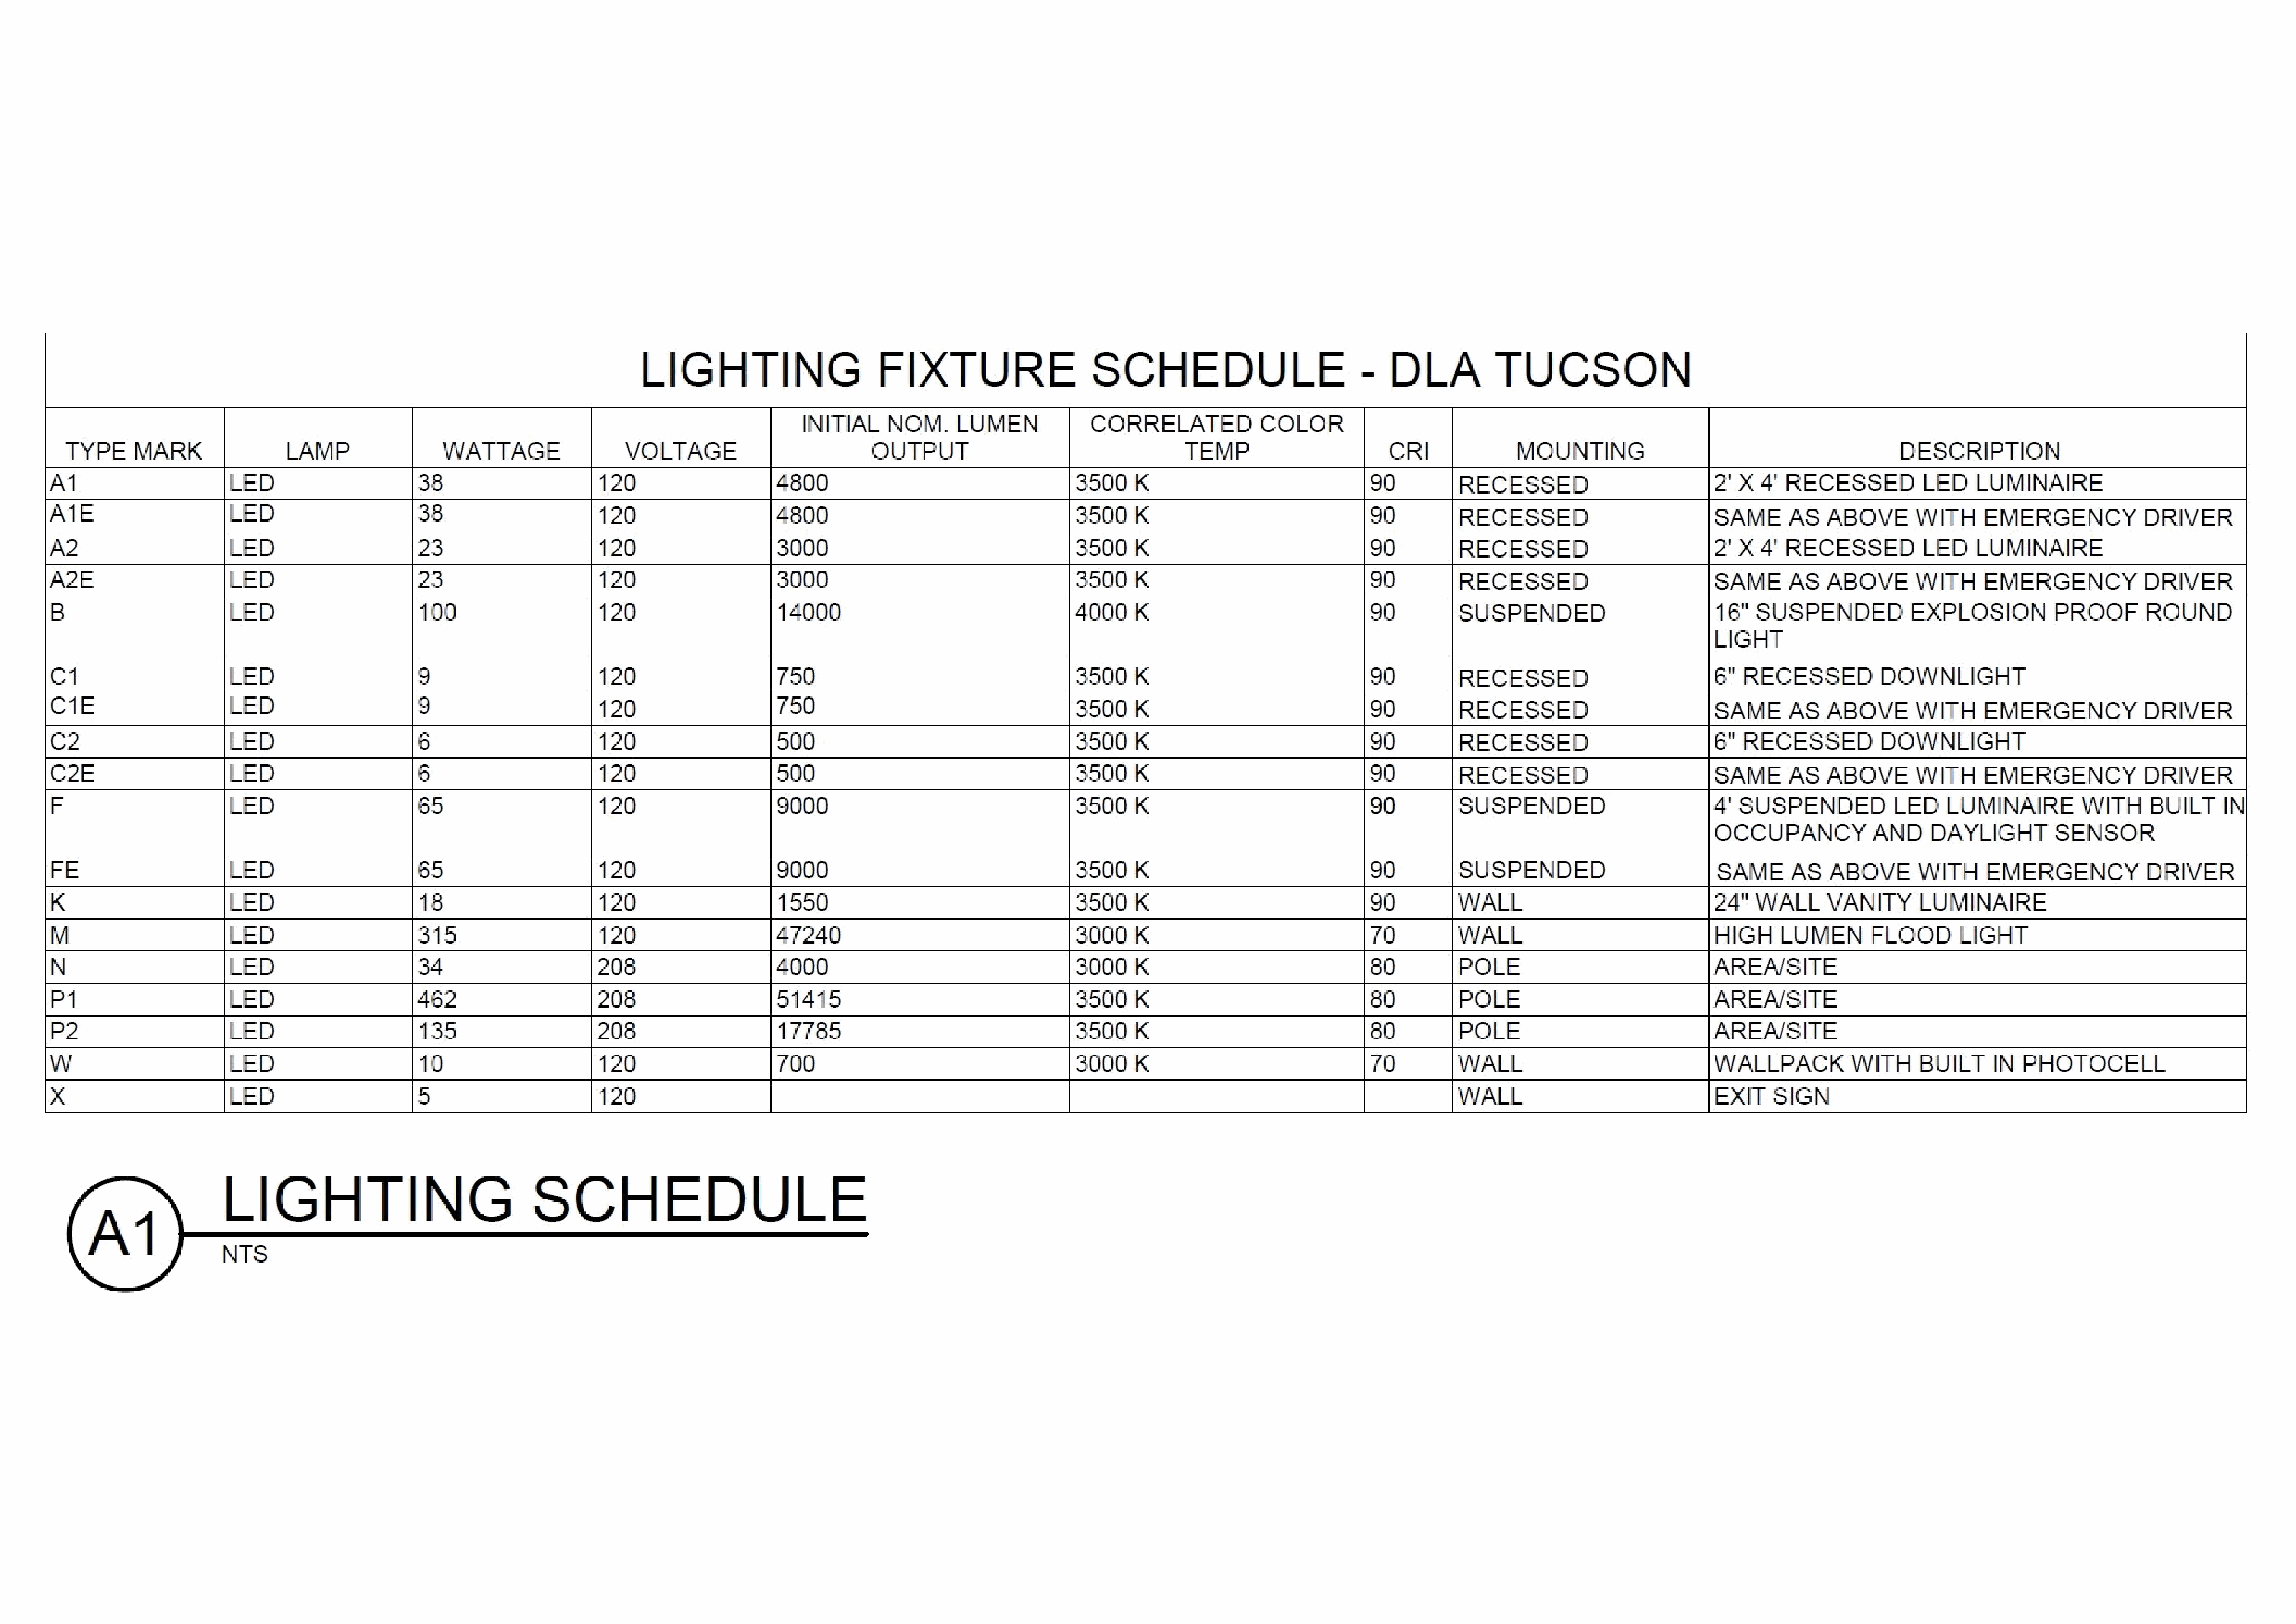 LIGHTING FIXTURE SCHEDULE - DLA TUCSON
TYPE MARK LAMP WATTAGE VOLTAGE INITIAL NOM. LUMEN OUTPUT CORRELATED COLOR TEMP CRI MOUNTING DESCRIPTION
A1 LED 38 120 4800 3500 K 90 RECESSED 2' X 4' RECESSED LED LUMINAIRE
A1E LED 38 120 4800 3500 K 90 RECESSED SAME AS ABOVE WITH EMERGENCY DRIVER
A2 LED 23 120 3000 3500 K 90 RECESSED 2' X 4' RECESSED LED LUMINAIRE
A2E LED 23 120 3000 3500 K 90 RECESSED SAME AS ABOVE WITH EMERGENCY DRIVER
B LED 100 120 14000 4000 K 90 SUSPENDED 16" SUSPENDED EXPLOSION PROOF ROUND
LIGHT
C1 LED 9 120 750 3500 K 90 RECESSED 6" RECESSED DOWNLIGHT
C1E LED 9 120 750 3500 K 90 RECESSED SAME AS ABOVE WITH EMERGENCY DRIVER
C2 LED 6 120 500 3500 K 90 RECESSED 6" RECESSED DOWNLIGHT
C2E LED 6 120 500 3500 K 90 RECESSED SAME AS ABOVE WITH EMERGENCY DRIVER
F LED 65 120 9000 3500 K 90 SUSPENDED 4' SUSPENDED LED LUMINAIRE WITH BUILT IN
OCCUPANCY AND DAYLIGHT SENSOR
FE LED 65 120 9000 3500 K 90 SUSPENDED SAME AS ABOVE WITH EMERGENCY DRIVER
K LED 18 120 1550 3500 K 90 WALL 24" WALL VANITY LUMINAIRE
M LED 315 120 47240 3000 K 70 WALL HIGH LUMEN FLOOD LIGHT
N LED 34 208 4000 3000 K 80 POLE AREA/SITE
P1 LED 462 208 51415 3500 K 80 POLE AREA/SITE
P2 LED 135 208 17785 3500 K 80 POLE AREA/SITE
W LED 10 120 700 3000 K 70 WALL WALLPACK WITH BUILT IN PHOTOCELL
X LED 5 120 WALL EXIT SIGN
A1 LIGHTING SCHEDULE
NTS